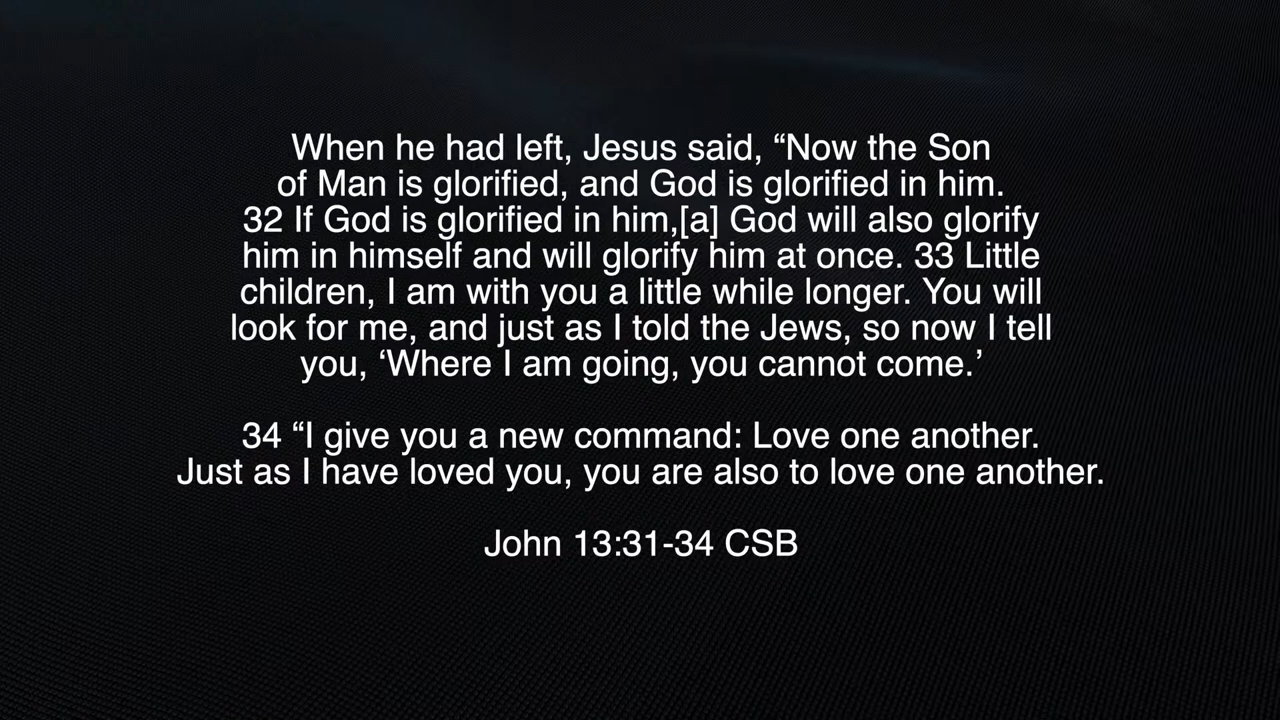 When he had left, Jesus said, “Now the Son
of Man is glorified, and God is glorified in him.
32 If God is glorified in him,[a] God will also glorify
him in himself and will glorify him at once. 33 Little
children, I am with you a little while longer. You will
look for me, and just as I told the Jews, so now I tell
you, ‘Where I am going, you cannot come.’
34 “I give you a new command: Love one another.
Just as I have loved you, you are also to love one another.
John 13:31-34 CSB